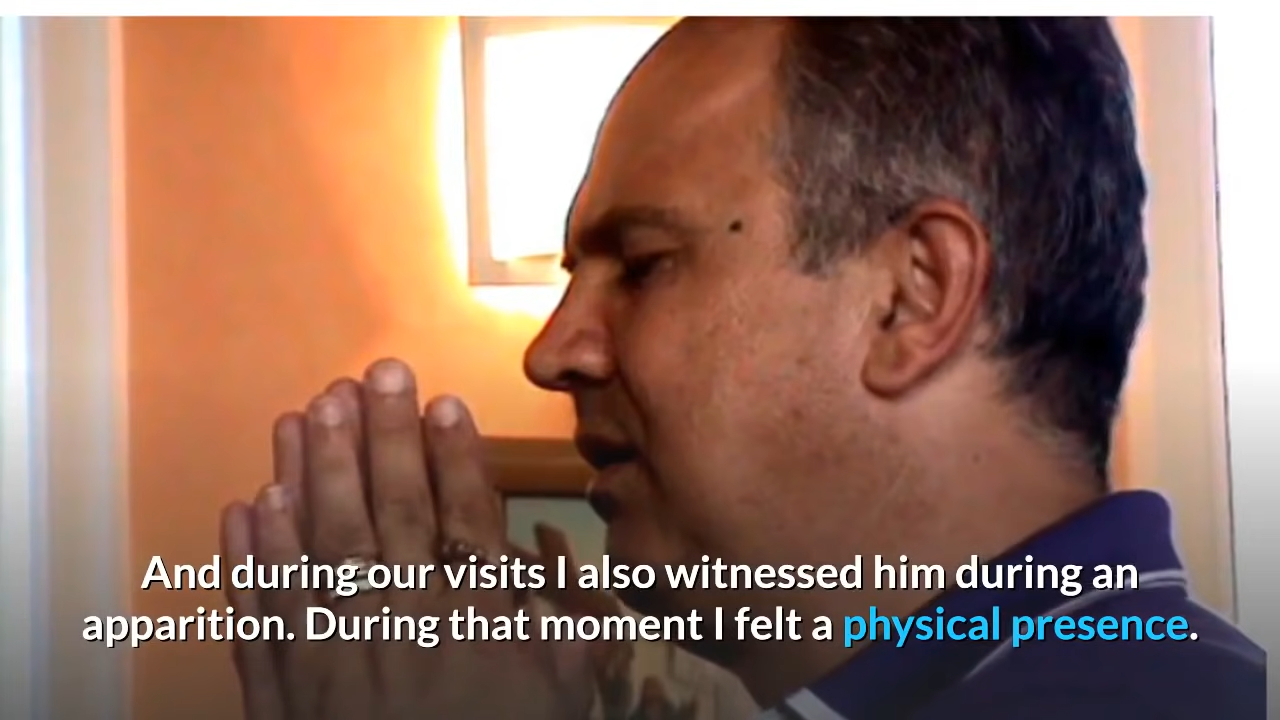 And during our visits I also witnessed him during an
apparition. During that moment I felt a physical presence.